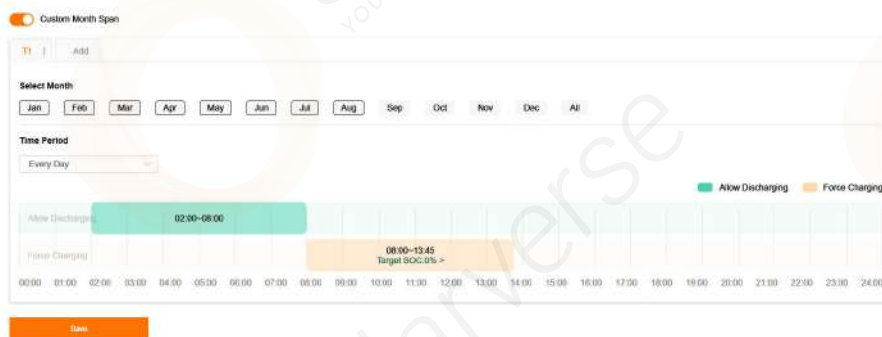 Custom Month Span
T1 Add
Select Month
Jan Feb Mar Apr May Jun Jul Aug Sep Oct Nov Dec All
Time Period
Every Day
Allow Discharging Force Charging
Allow Discharging 02:00~08:00
Force Charging 08:00~13:45
Target SOC:0% >
00:00 01:00 02:00 03:00 04:00 05:00 06:00 07:00 08:00 09:00 10:00 11:00 12:00 13:00 14:00 15:00 16:00 17:00 18:00 19:00 20:00 21:00 22:00 23:00 24:00
Save